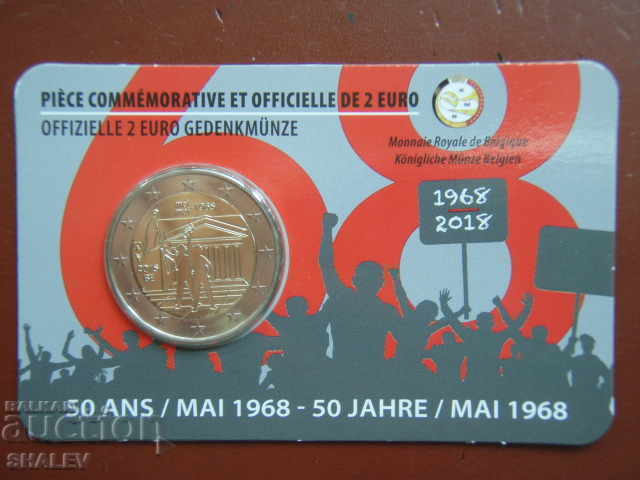 PIÈCE COMMÉMORATIVE ET OFFICIELLE DE 2 EURO
OFFIZIELLE 2 EURO GEDENKMÜNZE
Monnaie Royale de Belgique
Königliche Münze Belgien
68
1968
2018
50 ANS / MAI 1968 - 50 JAHRE / MAI 1968
BALKAN
auction
SHALEV